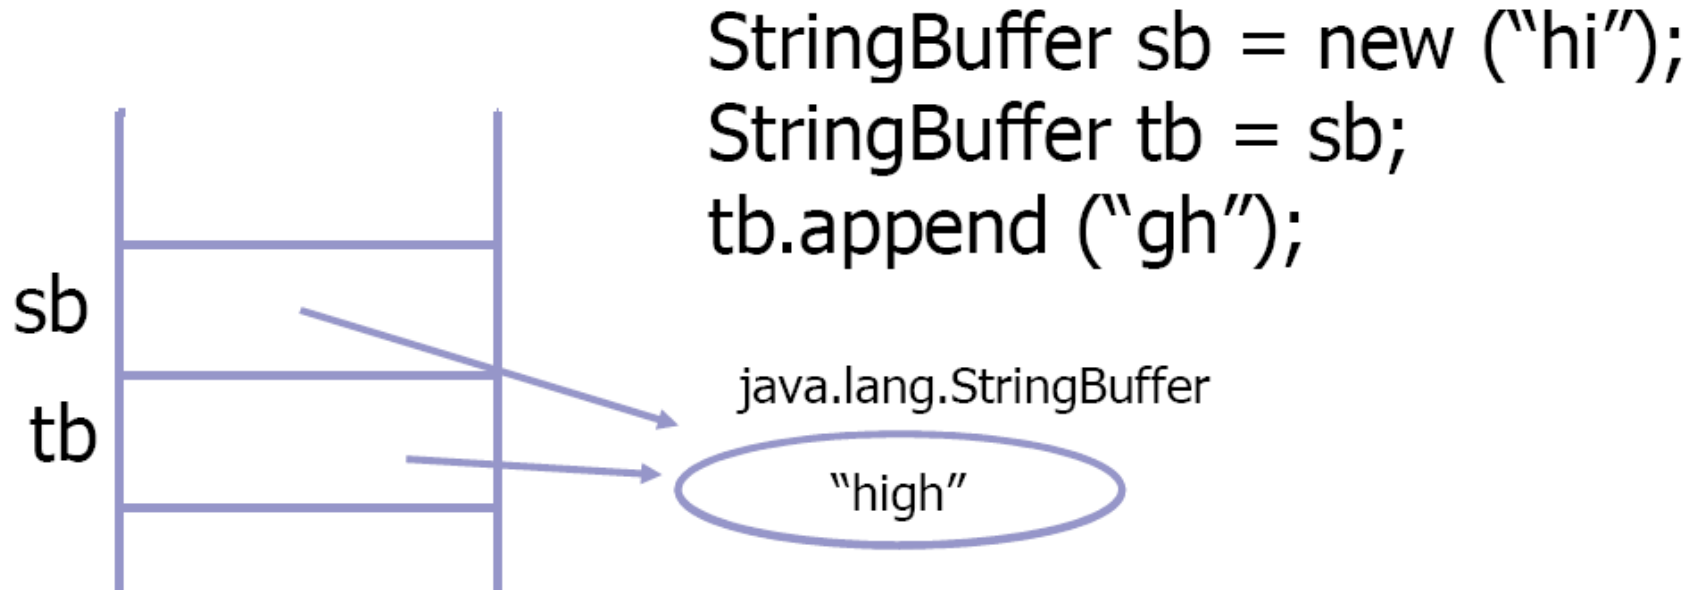 StringBuffer sb = new (“hi”);
StringBuffer tb = sb;
tb.append (“gh”);
sb
java.lang.StringBuffer
tb
“high”